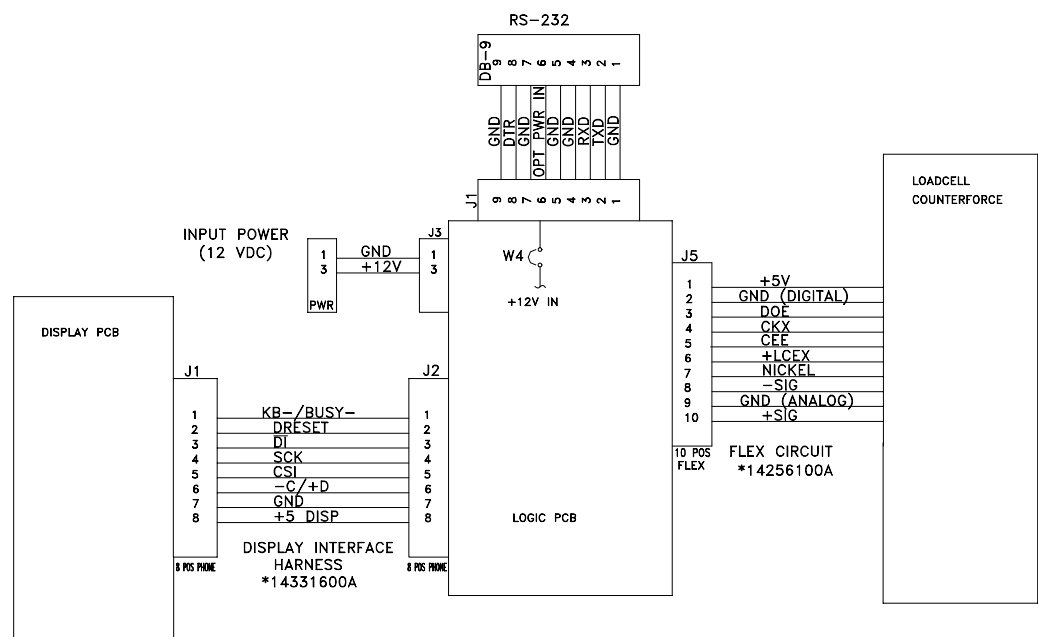 RS-232
DB-9
9 8 7 6 5 4 3 2 1
GND
DTR
GND
OPT PWR IN
GND
GND
RXD
TXD
GND
J1
9 8 7 6 5 4 3 2 1
LOADCELL
COUNTERFORCE
INPUT POWER
(12 VDC)
J3
1 GND 1
3 +12V 3
PWR
W4
+12V IN
J5
1 +5V
2 GND (DIGITAL)
3 DOE
4 CKX
5 CEE
6 +LCEX
7 NICKEL
8 -SIG
9 GND (ANALOG)
10 +SIG
10 POS
FLEX
FLEX CIRCUIT
*14256100A
DISPLAY PCB
J1
J2
1 KB-/BUSY- 1
2 DRESET 2
3 DI 3
4 SCK 4
5 CSI 5
6 -C/+D 6
7 GND 7
8 +5 DISP 8
8 POS PHONE
8 POS PHONE
DISPLAY INTERFACE
HARNESS
*14331600A
LOGIC PCB